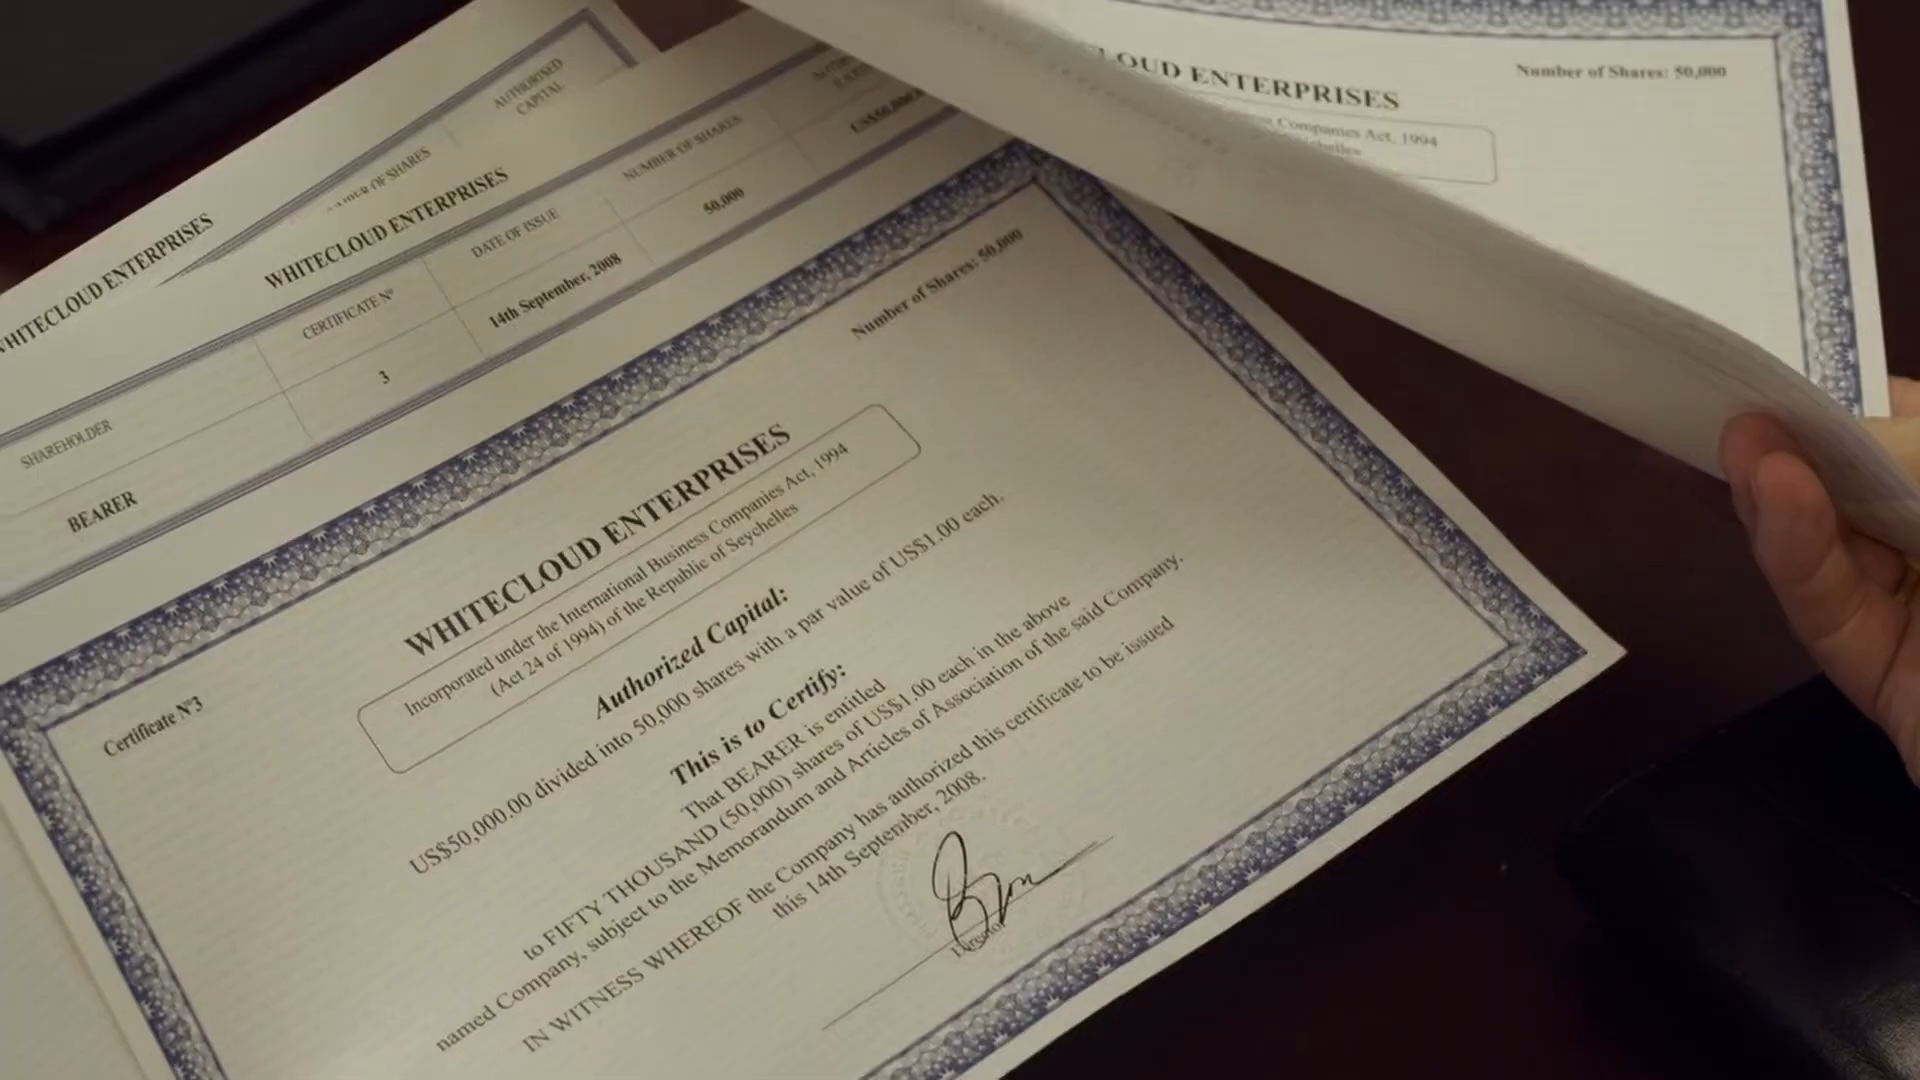 AUTHORISED
CAPITAL
OF SHARES
WHITECLOUD ENTERPRISES
WHITECLOUD ENTERPRISES
SHAREHOLDER
CERTIFICATE Nº
DATE OF ISSUE
NUMBER OF SHARES
BEARER
3
14th September, 2008
50,000
LOUD ENTERPRISES
Number of Shares: 50,000
Companies Act, 1994
Certificate Nº3
Number of Shares: 50,000
WHITECLOUD ENTERPRISES
Incorporated under the International Business Companies Act, 1994
(Act 24 of 1994) of the Republic of Seychelles
Authorized Capital:
US$50,000.00 divided into 50,000 shares with a par value of US$1.00 each.
This is to Certify:
That BEARER is entitled
to FIFTY THOUSAND (50,000) shares of US$1.00 each in the above
named Company, subject to the Memorandum and Articles of Association of the said Company.
IN WITNESS WHEREOF the Company has authorized this certificate to be issued
this 14th September, 2008.
Director